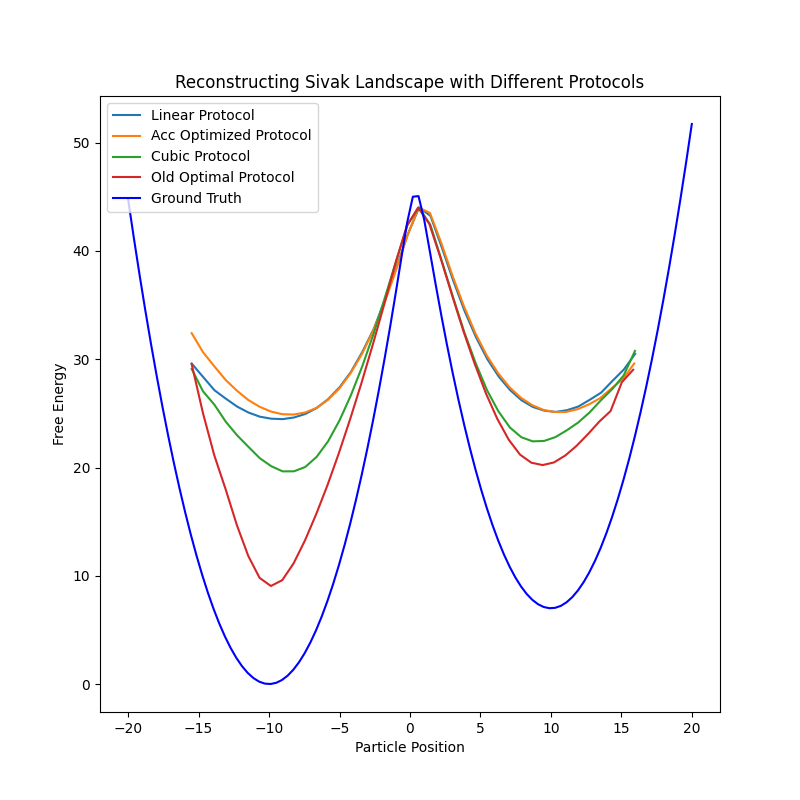 Reconstructing Sivak Landscape with Different Protocols
Linear Protocol
Acc Optimized Protocol
Cubic Protocol
Old Optimal Protocol
Ground Truth
Free Energy
50
40
30
20
10
0
−20 −15 −10 −5 0 5 10 15 20
Particle Position